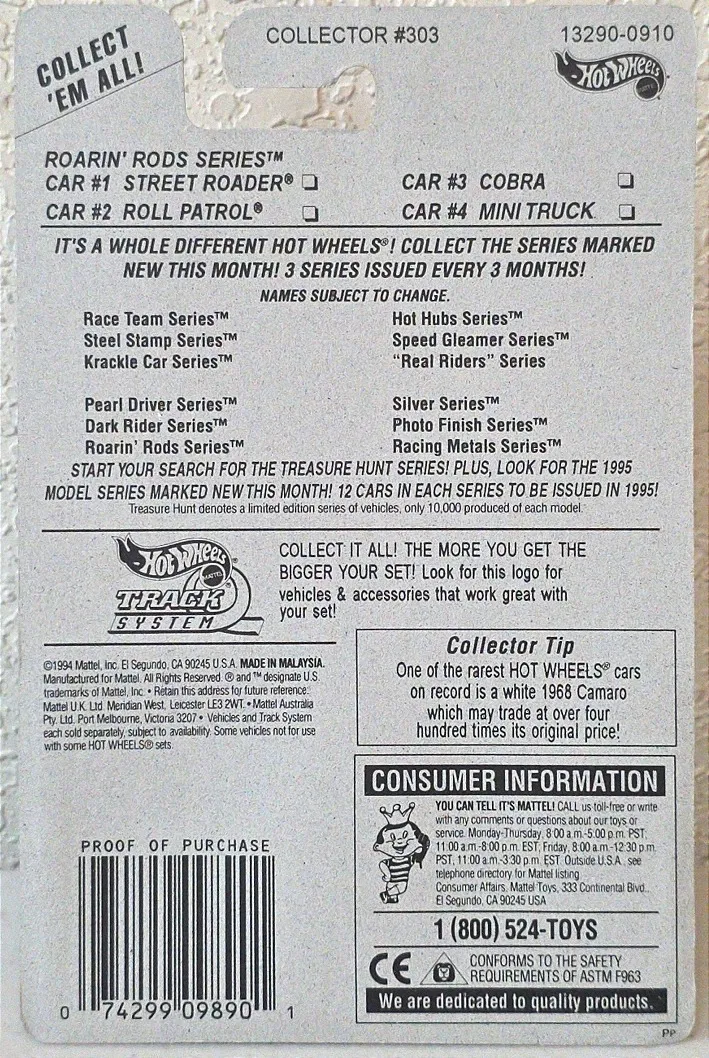 COLLECT
'EM ALL!
COLLECTOR #303
13290-0910
Hot Wheels
MATTEL
ROARIN' RODS SERIES™
CAR #1 STREET ROADER®
CAR #3 COBRA
CAR #2 ROLL PATROL®
CAR #4 MINI TRUCK
IT'S A WHOLE DIFFERENT HOT WHEELS®! COLLECT THE SERIES MARKED
NEW THIS MONTH! 3 SERIES ISSUED EVERY 3 MONTHS!
NAMES SUBJECT TO CHANGE.
Race Team Series™
Steel Stamp Series™
Krackle Car Series™
Hot Hubs Series™
Speed Gleamer Series™
“Real Riders” Series
Pearl Driver Series™
Dark Rider Series™
Roarin' Rods Series™
Silver Series™
Photo Finish Series™
Racing Metals Series™
START YOUR SEARCH FOR THE TREASURE HUNT SERIES! PLUS, LOOK FOR THE 1995
MODEL SERIES MARKED NEW THIS MONTH! 12 CARS IN EACH SERIES TO BE ISSUED IN 1995!
Treasure Hunt denotes a limited edition series of vehicles, only 10,000 produced of each model.
Hot Wheels
MATTEL
TRACK
SYSTEM
COLLECT IT ALL! THE MORE YOU GET THE
BIGGER YOUR SET! Look for this logo for
vehicles & accessories that work great with
your set!
©1994 Mattel, Inc. El Segundo, CA 90245 U.S.A. MADE IN MALAYSIA.
Manufactured for Mattel. All Rights Reserved. ® and ™ designate U.S.
trademarks of Mattel, Inc. • Retain this address for future reference:
Mattel U.K. Ltd. Meridian West, Leicester LE3 2WT. • Mattel Australia
Pty. Ltd. Port Melbourne, Victoria 3207 • Vehicles and Track System
each sold separately, subject to availability. Some vehicles not for use
with some HOT WHEELS® sets.
Collector Tip
One of the rarest HOT WHEELS® cars
on record is a white 1968 Camaro
which may trade at over four
hundred times its original price!
CONSUMER INFORMATION
YOU CAN TELL IT'S MATTEL! CALL us toll-free or write
with any comments or questions about our toys or
service. Monday-Thursday, 8:00 a.m.-5:00 p.m. PST,
11:00 a.m.-8:00 p.m. EST; Friday, 8:00 a.m.-12:30 p.m.
PST, 11:00 a.m.-3:30 p.m. EST. Outside U.S.A. see
telephone directory for Mattel listing.
Consumer Affairs, Mattel Toys, 333 Continental Blvd.,
El Segundo, CA 90245 USA
1 (800) 524-TOYS
CE
CONFORMS TO THE SAFETY
REQUIREMENTS OF ASTM F963
We are dedicated to quality products.
PROOF OF PURCHASE
0 74299 09890 1
PP